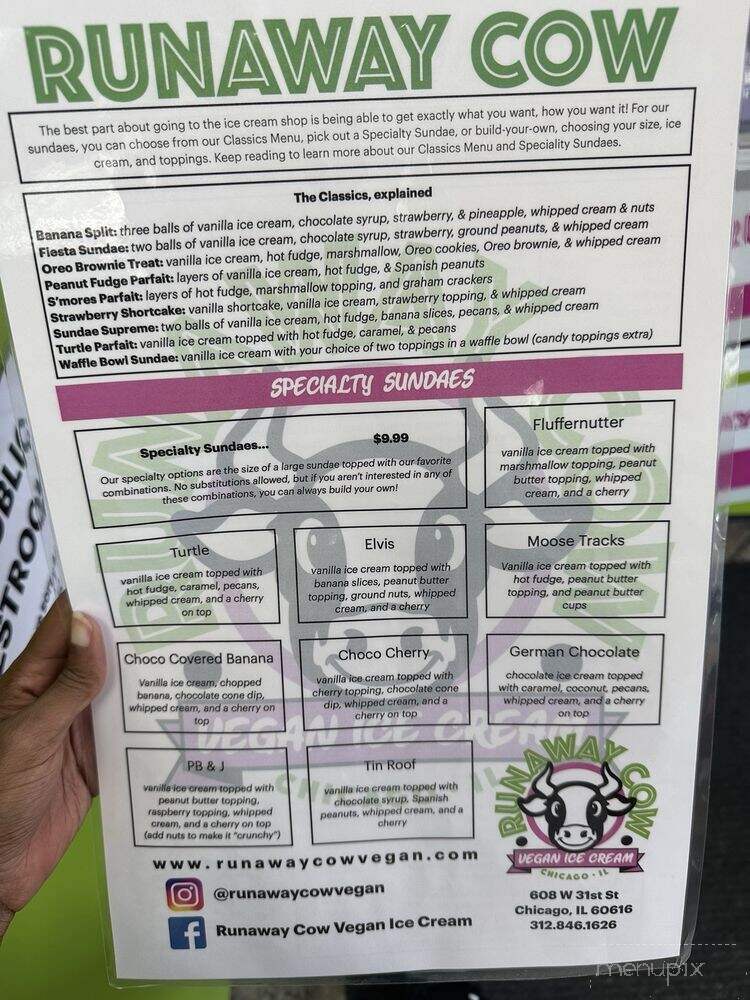 RUNAWAY COW
The best part about going to the ice cream shop is being able to get exactly what you want, how you want it! For our
sundaes, you can choose from our Classics Menu, pick out a Specialty Sundae, or build-your-own, choosing your size, ice
cream, and toppings. Keep reading to learn more about our Classics Menu and Speciality Sundaes.
The Classics, explained
Banana Split: three balls of vanilla ice cream, chocolate syrup, strawberry, & pineapple, whipped cream & nuts
Fiesta Sundae: two balls of vanilla ice cream, chocolate syrup, strawberry, ground peanuts, & whipped cream
Oreo Brownie Treat: vanilla ice cream, hot fudge, marshmallow, Oreo cookies, Oreo brownie, & whipped cream
Peanut Fudge Parfait: layers of vanilla ice cream, hot fudge, & Spanish peanuts
S'mores Parfait: layers of hot fudge, marshmallow topping, and graham crackers
Strawberry Shortcake: vanilla shortcake, vanilla ice cream, strawberry topping, & whipped cream
Sundae Supreme: two balls of vanilla ice cream, hot fudge, banana slices, pecans, & whipped cream
Turtle Parfait: vanilla ice cream topped with hot fudge, caramel, & pecans
Waffle Bowl Sundae: vanilla ice cream with your choice of two toppings in a waffle bowl (candy toppings extra)
SPECIALTY SUNDAES
Specialty Sundaes... $9.99
Our specialty options are the size of a large sundae topped with our favorite
combinations. No substitutions allowed, but if you aren't interested in any of
these combinations, you can always build your own!
Fluffernutter
vanilla ice cream topped with
marshmallow topping, peanut
butter topping, whipped
cream, and a cherry
Turtle
vanilla ice cream topped with
hot fudge, caramel, pecans,
whipped cream, and a cherry
on top
Elvis
vanilla ice cream topped with
banana slices, peanut butter
topping, ground nuts, whipped
cream, and a cherry
Moose Tracks
Vanilla ice cream topped with
hot fudge, peanut butter
topping, and peanut butter
cups
Choco Covered Banana
Vanilla ice cream, chopped
banana, chocolate cone dip,
whipped cream, and a cherry on
top
Choco Cherry
vanilla ice cream topped with
cherry topping, chocolate cone
dip, whipped cream, and a
cherry on top
German Chocolate
chocolate ice cream topped
with caramel, coconut, pecans,
whipped cream, and a cherry
on top
PB & J
vanilla ice cream topped with
peanut butter topping,
raspberry topping, whipped
cream, and a cherry on top
(add nuts to make it "crunchy")
Tin Roof
vanilla ice cream topped with
chocolate syrup, Spanish
peanuts, whipped cream, and a
cherry
RUNAWAY COW
VEGAN ICE CREAM
CHICAGO - IL
www.runawaycowvegan.com
@runawaycowvegan
Runaway Cow Vegan Ice Cream
608 W 31st St
Chicago, IL 60616
312.846.1626
menupix